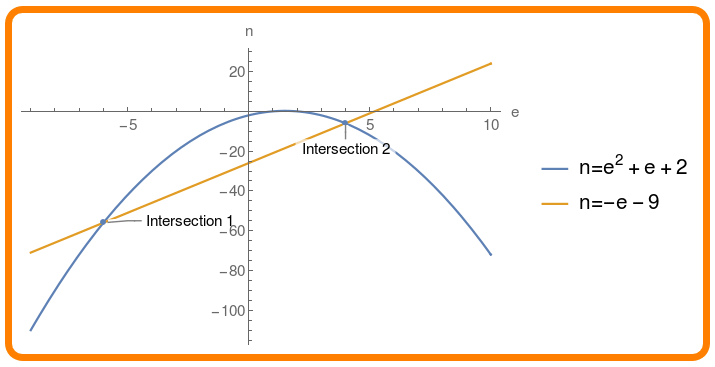 n
20
e
−5
5
10
−20
Intersection 2
n=e² + e + 2
−40
n=−e − 9
Intersection 1
−60
−80
−100